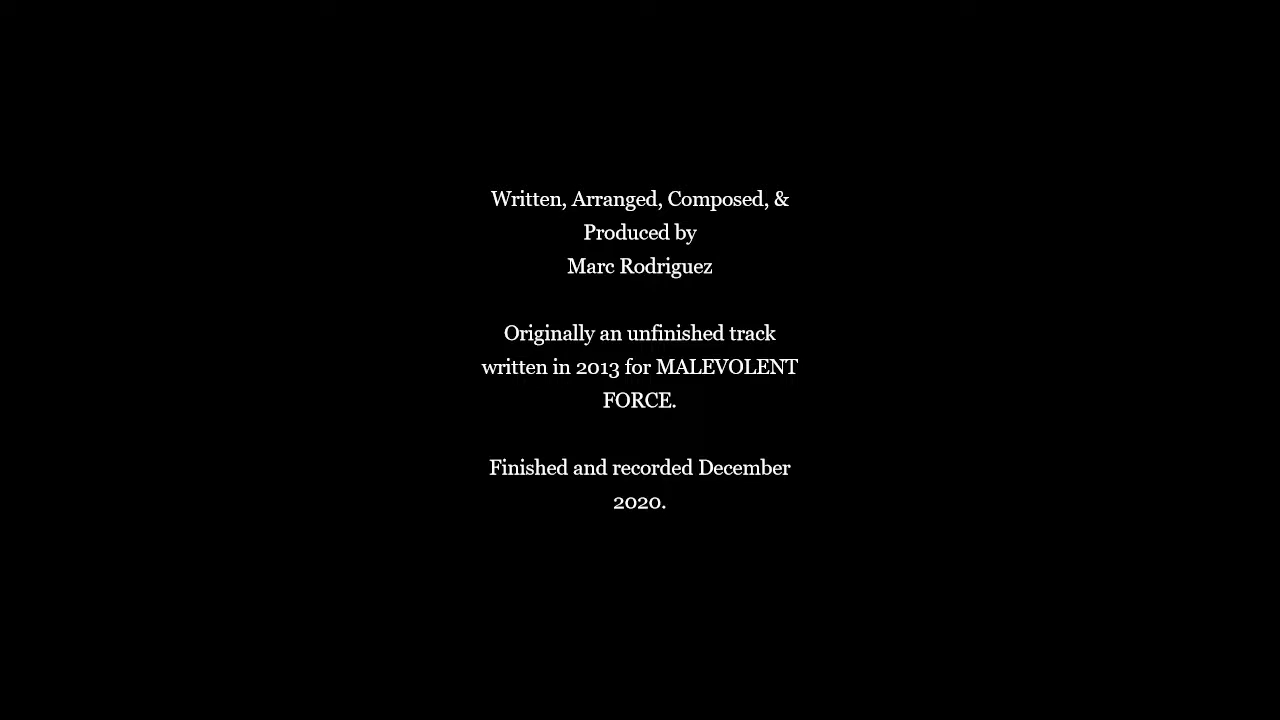 Written, Arranged, Composed, &
Produced by
Marc Rodriguez
Originally an unfinished track
written in 2013 for MALEVOLENT
FORCE.
Finished and recorded December
2020.